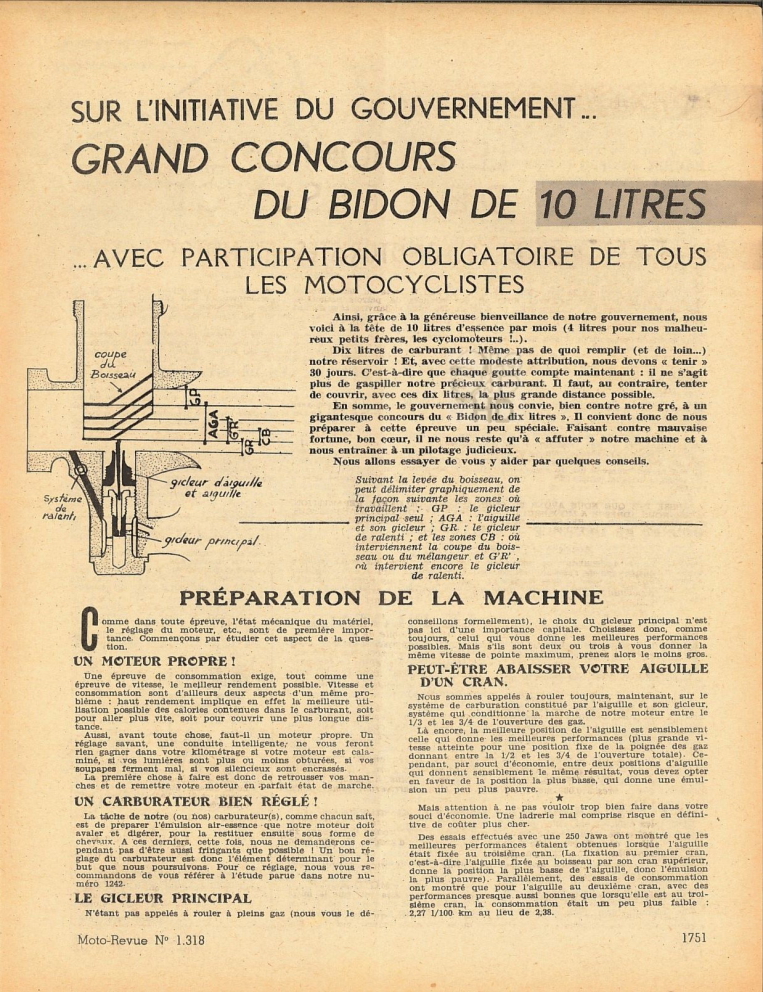 SUR L'INITIATIVE DU GOUVERNEMENT...
GRAND CONCOURS
DU BIDON DE 10 LITRES
... AVEC PARTICIPATION OBLIGATOIRE DE TOUS
LES MOTOCYCLISTES
coupe
du
Boisseau
GP
AGA
G'R'
GR
CB
Système
de
ralenti
gicleur d'aiguille
et aiguille
gicleur principal.
Ainsi, grâce à la généreuse bienveillance de notre gouvernement, nous
voici à la tête de 10 litres d'essence par mois (4 litres pour nos malheu-
reux petits frères, les cyclomoteurs !..).
Dix litres de carburant ! Même pas de quoi remplir (et de loin...)
notre réservoir ! Et, avec cette modeste attribution, nous devons « tenir »
30 jours. C'est-à-dire que chaque goutte compte maintenant : il ne s'agit
plus de gaspiller notre précieux carburant. Il faut, au contraire, tenter
de couvrir, avec ces dix litres, la plus grande distance possible.
En somme, le gouvernement nous convie, bien contre notre gré, à un
gigantesque concours du « Bidon de dix litres ». Il convient donc de nous
préparer à cette épreuve un peu spéciale. Faisant contre mauvaise
fortune, bon cœur, il ne nous reste qu'à « affuter » notre machine et à
nous entraîner à un pilotage judicieux.
Nous allons essayer de vous y aider par quelques conseils.
Suivant la levée du boisseau, on
peut délimiter graphiquement de
la façon suivante les zones où
travaillent : GP : le gicleur
principal seul ; AGA : l'aiguille
et son gicleur ; GR : le gicleur
de ralenti ; et les zones CB : où
interviennent la coupe du bois-
seau ou du mélangeur et G'R' ,
où intervient encore le gicleur
de ralenti.
PRÉPARATION DE LA MACHINE
Comme dans toute épreuve, l'état mécanique du matériel,
le réglage du moteur, etc., sont de première impor-
tance. Commençons par étudier cet aspect de la ques-
tion.
UN MOTEUR PROPRE !
Une épreuve de consommation exige, tout comme une
épreuve de vitesse, le meilleur rendement possible. Vitesse et
consommation sont d'ailleurs deux aspects d'un même pro-
blème : haut rendement implique en effet la meilleure uti-
lisation possible des calories contenues dans le carburant, soit
pour aller plus vite, soit pour couvrir une plus longue dis-
tance.
Aussi, avant toute chose, faut-il un moteur propre. Un
réglage savant, une conduite intelligente, ne vous feront
rien gagner dans votre kilométrage si votre moteur est cala-
miné, si vos lumières sont plus ou moins obturées, si vos
soupapes ferment mal, si vos silencieux sont encrassés.
La première chose à faire est donc de retrousser vos man-
ches et de remettre votre moteur en parfait état de marche.
UN CARBURATEUR BIEN RÉGLÉ !
La tâche de notre (ou nos) carburateur(s), comme chacun sait,
est de preparer l'émulsion air-essence que notre moteur doit
avaler et digérer, pour la restituer ensuite sous forme de
chevaux. A ces derniers, cette fois, nous ne demanderons ce-
pendant pas d'être aussi fringants que possible ! Un bon ré-
glage du carburateur est donc l'élément déterminant pour le
but que nous poursuivons. Pour ce réglage, nous vous re-
commandons de vous référer à l'étude parue dans notre nu-
méro 1242.
LE GICLEUR PRINCIPAL
N'étant pas appelés à rouler à pleins gaz (nous vous le dé-
conseillons formellement), le choix du gicleur principal n'est
pas ici d'une importance capitale. Choisissez donc, comme
toujours, celui qui vous donne les meilleures performances
possibles. Mais s'ils sont deux ou trois à vous donner la
même vitesse de pointe maximum, prenez alors le moins gros.
PEUT-ÊTRE ABAISSER VOTRE AIGUILLE
D'UN CRAN.
Nous sommes appelés à rouler toujours, maintenant, sur le
système de carburation constitué par l'aiguille et son gicleur,
système qui conditionne la marche de notre moteur entre le
1/3 et les 3/4 de l'ouverture des gaz.
Là encore, la meilleure position de l'aiguille est sensiblement
celle qui donne les meilleures performances (plus grande vi-
tesse atteinte pour une position fixe de la poignée des gaz
donnant entre la 1/2 et les 3/4 de l'ouverture totale). Ce-
pendant, par souci d'économie, entre deux positions d'aiguille
qui donnent sensiblement le même résultat, vous devez opter
en faveur de la position la plus basse, qui donne une émul-
sion un peu plus pauvre.
★
Mais attention à ne pas vouloir trop bien faire dans votre
souci d'économie. Une ladrerie mal comprise risque en défini-
tive de coûter plus cher.
Des essais effectués avec une 250 Jawa ont montré que les
meilleures performances étaient obtenues lorsque l'aiguille
était fixée au troisième cran. (La fixation au premier cran,
c'est-à-dire l'aiguille fixée au boisseau par son cran supérieur,
donne la position la plus basse de l'aiguille, donc l'émulsion
la plus pauvre). Parallèlement, des essais de consommation
ont montré que pour l'aiguille au deuxième cran, avec des
performances presque aussi bonnes que lorsqu'elle est au troi-
sième cran, la consommation était un peu plus faible :
2,27 l/100 km au lieu de 2,38.
Moto-Revue N° 1.318
1751